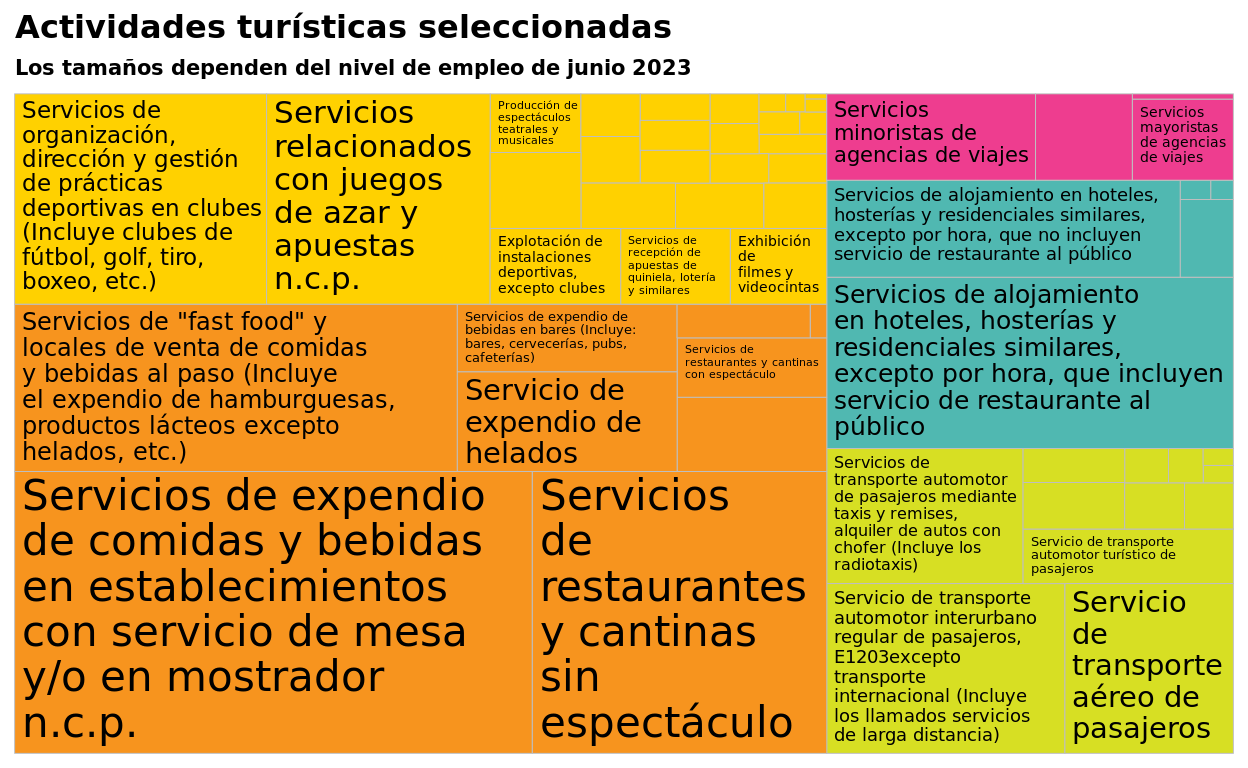 Actividades turísticas seleccionadas
Los tamaños dependen del nivel de empleo de junio 2023
Servicios de
organización,
dirección y gestión
de prácticas
deportivas en clubes
(Incluye clubes de
fútbol, golf, tiro,
boxeo, etc.)
Servicios
relacionados
con juegos
de azar y
apuestas
n.c.p.
Producción de
espectáculos
teatrales y
musicales
Explotación de
instalaciones
deportivas,
excepto clubes
Servicios de
recepción de
apuestas de
quiniela, lotería
y similares
Exhibición
de
filmes y
videocintas
Servicios
minoristas de
agencias de viajes
Servicios
mayoristas
de agencias
de viajes
Servicios de alojamiento en hoteles,
hosterías y residenciales similares,
excepto por hora, que no incluyen
servicio de restaurante al público
Servicios de alojamiento
en hoteles, hosterías y
residenciales similares,
excepto por hora, que incluyen
servicio de restaurante al
público
Servicios de "fast food" y
locales de venta de comidas
y bebidas al paso (Incluye
el expendio de hamburguesas,
productos lácteos excepto
helados, etc.)
Servicios de expendio de
bebidas en bares (Incluye:
bares, cervecerías, pubs,
cafeterías)
Servicio de
expendio de
helados
Servicios de
restaurantes y cantinas
con espectáculo
Servicios de expendio
de comidas y bebidas
en establecimientos
con servicio de mesa
y/o en mostrador
n.c.p.
Servicios
de
restaurantes
y cantinas
sin
espectáculo
Servicios de
transporte automotor
de pasajeros mediante
taxis y remises,
alquiler de autos con
chofer (Incluye los
radiotaxis)
Servicio de transporte
automotor turístico de
pasajeros
Servicio de transporte
automotor interurbano
regular de pasajeros,
E1203excepto
transporte
internacional (Incluye
los llamados servicios
de larga distancia)
Servicio
de
transporte
aéreo de
pasajeros